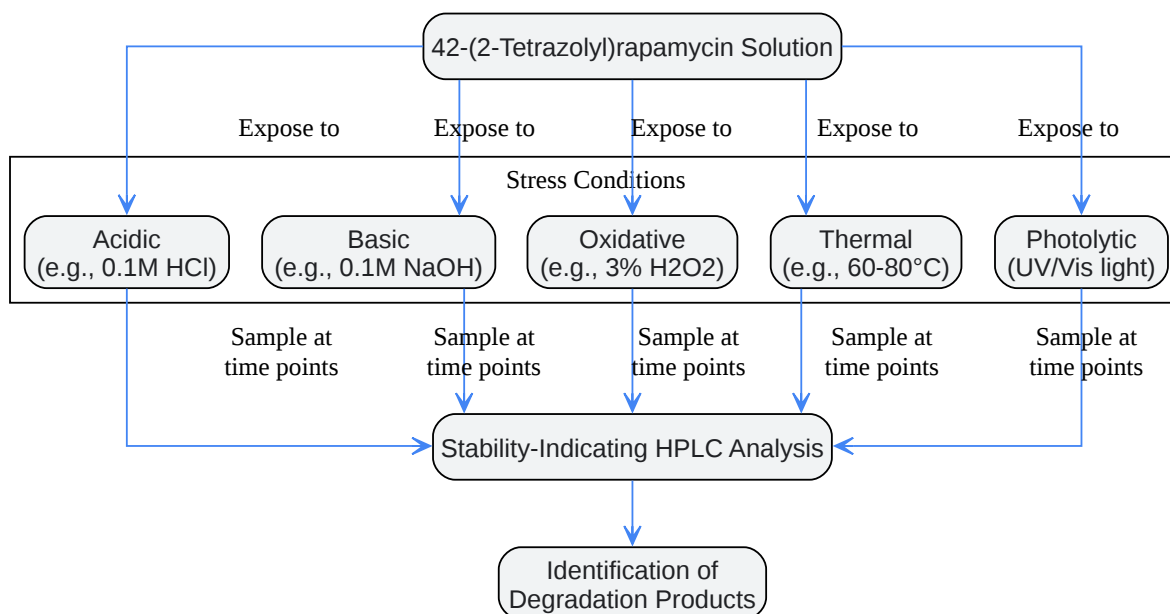 42-(2-Tetrazolyl)rapamycin Solution
Expose to
Expose to
Expose to
Expose to
Expose to
Stress Conditions
Acidic
(e.g., 0.1M HCl)
Basic
(e.g., 0.1M NaOH)
Oxidative
(e.g., 3% H2O2)
Thermal
(e.g., 60-80°C)
Photolytic
(UV/Vis light)
Sample at
time points
Sample at
time points
Sample at
time points
Sample at
time points
Sample at
time points
Stability-Indicating HPLC Analysis
Identification of
Degradation Products